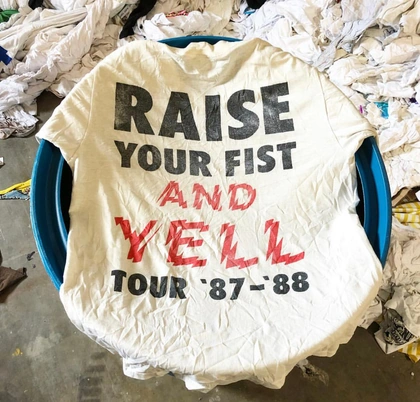 RAISE
YOUR FIST
AND
YELL
TOUR '87-'88